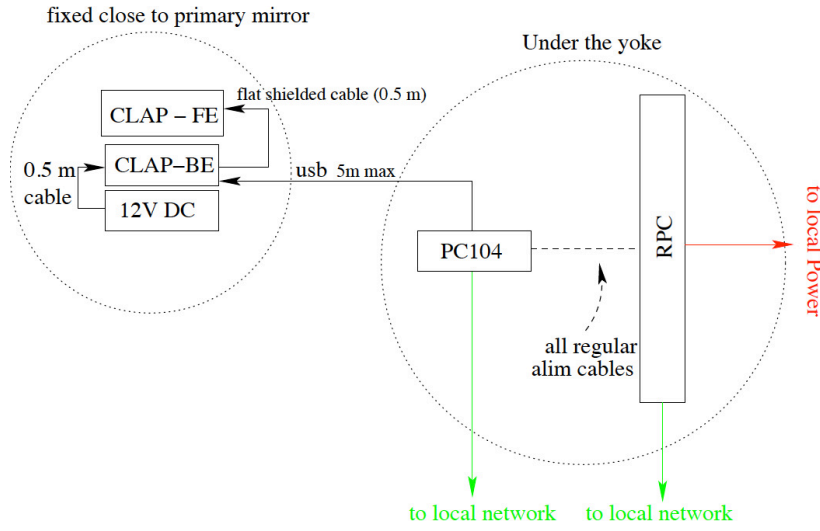 fixed close to primary mirror
Under the yoke
flat shielded cable (0.5 m)
CLAP – FE
CLAP–BE
0.5 m
cable
12V DC
usb 5m max
PC104
RPC
to local Power
all regular
alim cables
to local network
to local network